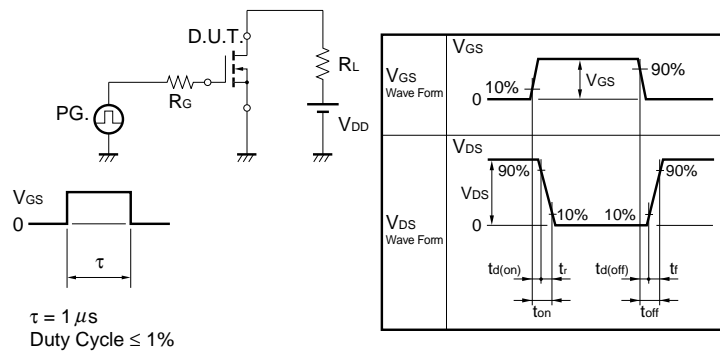 D.U.T.
RL
RG
PG.
VDD
VGS
0
τ
τ = 1 μs
Duty Cycle ≤ 1%
VGS
Wave Form
VGS
10%
VGS
90%
0
VDS
Wave Form
VDS
90%
90%
VDS
10%
10%
0
td(on)
tr
td(off)
tf
ton
toff